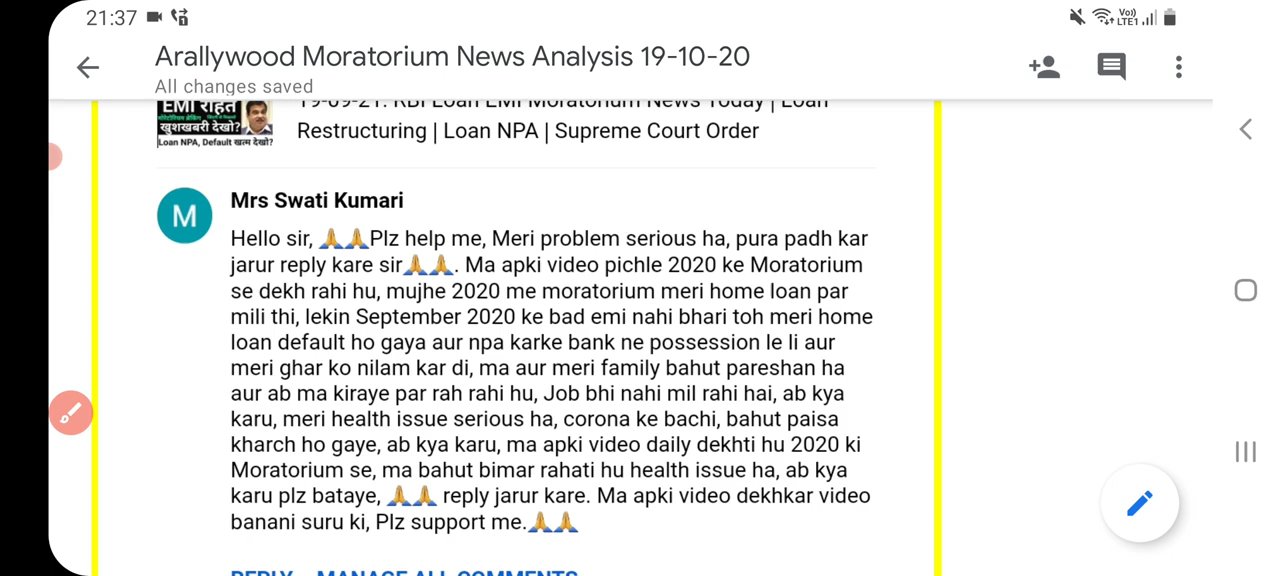 21:37
Vo))
LTE1
Arallywood Moratorium News Analysis 19-10-20
All changes saved
EMI राहत
खुशखबरी देखो?
Loan NPA, Default खत्म देखो?
19-09-21: RBI Loan EMI Moratorium News Today | Loan
Restructuring | Loan NPA | Supreme Court Order
M
Mrs Swati Kumari
Hello sir, 🙏🙏Plz help me, Meri problem serious ha, pura padh kar
jarur reply kare sir🙏🙏. Ma apki video pichle 2020 ke Moratorium
se dekh rahi hu, mujhe 2020 me moratorium meri home loan par
mili thi, lekin September 2020 ke bad emi nahi bhari toh meri home
loan default ho gaya aur npa karke bank ne possession le li aur
meri ghar ko nilam kar di, ma aur meri family bahut pareshan ha
aur ab ma kiraye par rah rahi hu, Job bhi nahi mil rahi hai, ab kya
karu, meri health issue serious ha, corona ke bachi, bahut paisa
kharch ho gaye, ab kya karu, ma apki video daily dekhti hu 2020 ki
Moratorium se, ma bahut bimar rahati hu health issue ha, ab kya
karu plz bataye, 🙏🙏 reply jarur kare. Ma apki video dekhkar video
banani suru ki, Plz support me.🙏🙏
REPLY MANAGE ALL COMMENTS